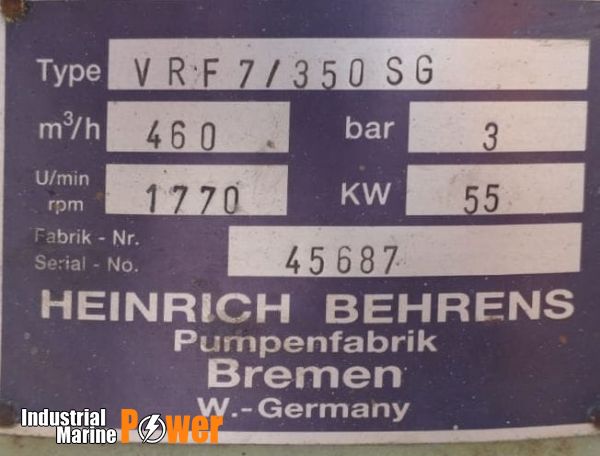 Type VRF7/350SG
m³/h 460 bar 3
U/min
rpm 1770 KW 55
Fabrik - Nr.
Serial - No. 45687
HEINRICH BEHRENS
Pumpenfabrik
Bremen
W.-Germany
Industrial
Marine Power